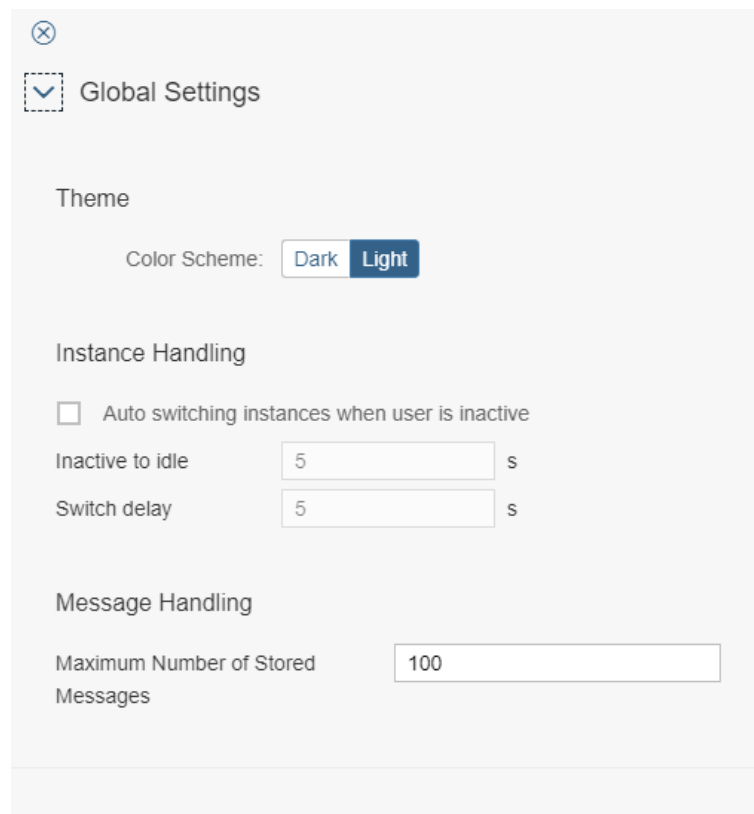 Global Settings
Theme
Color Scheme: Dark Light
Instance Handling
Auto switching instances when user is inactive
Inactive to idle 5 s
Switch delay 5 s
Message Handling
Maximum Number of Stored 100
Messages